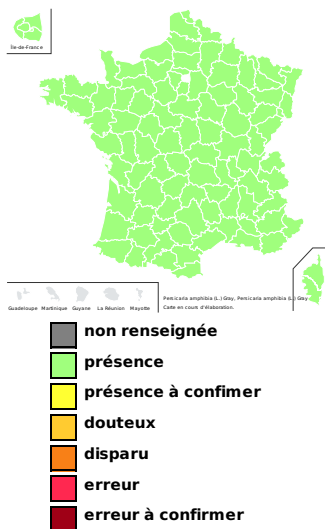 Île-de-France
Guadeloupe Martinique Guyane La Réunion Mayotte
Persicaria amphibia (L.) Gray, Persicaria amphibia (L.) Gray
Carte en cours d'élaboration.
non renseignée
présence
présence à confimer
douteux
disparu
erreur
erreur à confirmer